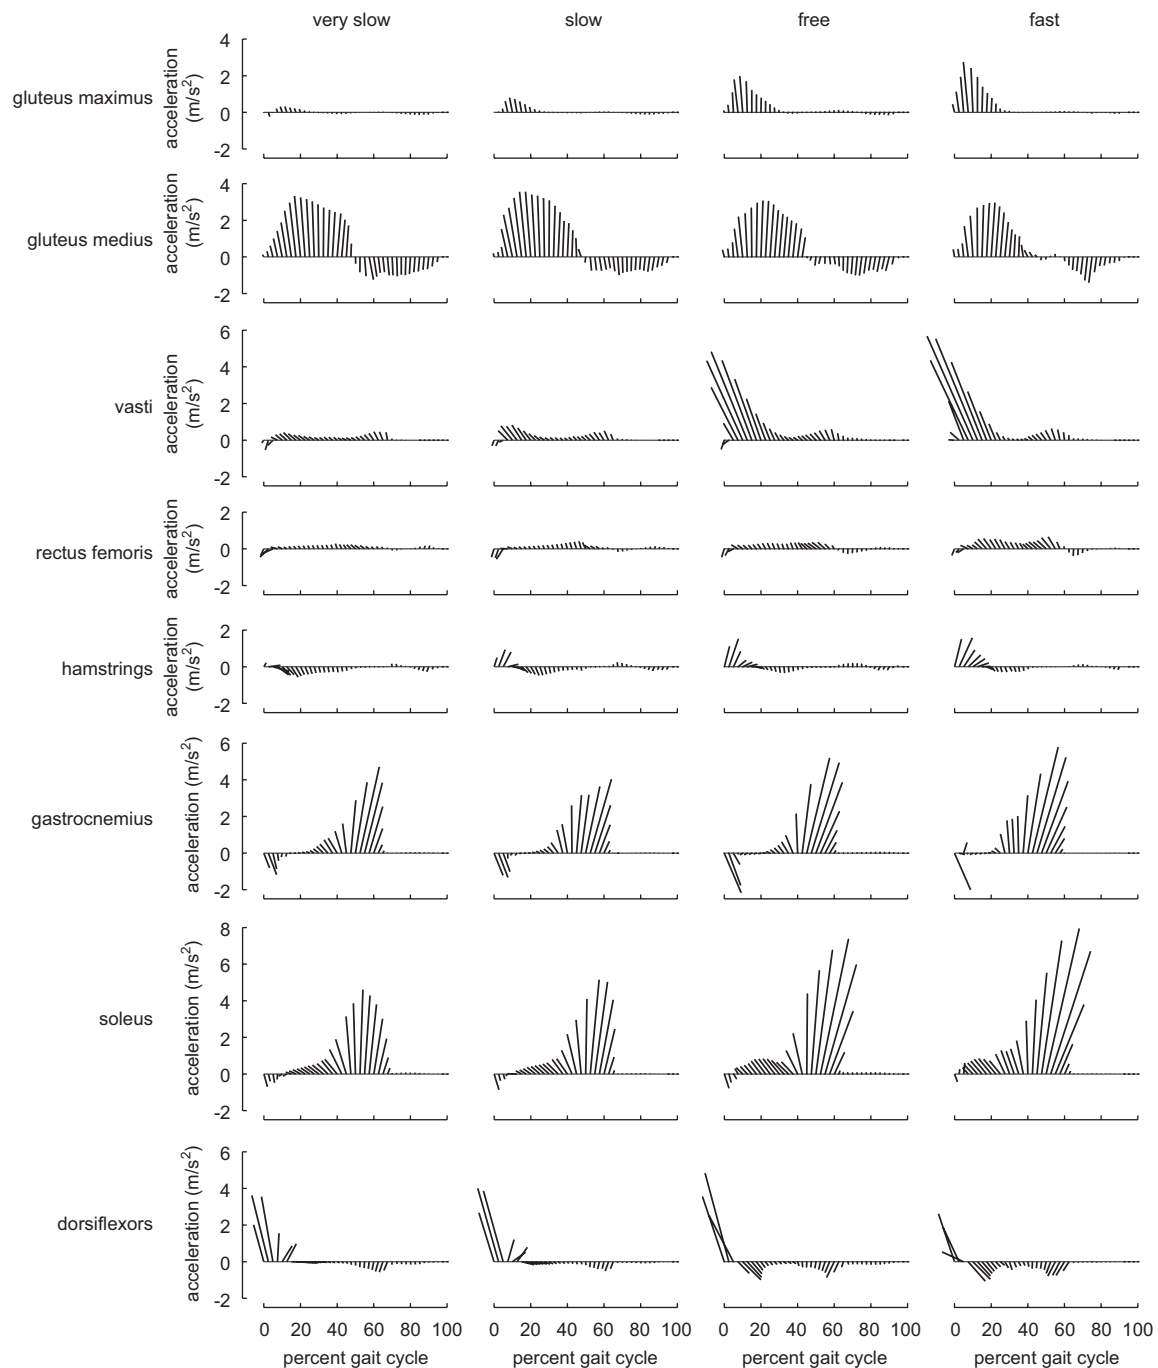 very slow slow free fast
gluteus maximus
acceleration
(m/s²)
4
2
0
-2
gluteus medius
acceleration
(m/s²)
4
2
0
-2
vasti
acceleration
(m/s²)
6
4
2
0
-2
rectus femoris
acceleration
(m/s²)
2
0
-2
hamstrings
acceleration
(m/s²)
2
0
-2
gastrocnemius
acceleration (m/s²)
6
4
2
0
-2
soleus
acceleration (m/s²)
8
6
4
2
0
-2
dorsiflexors
acceleration (m/s²)
6
4
2
0
-2
0 20 40 60 80 100 0 20 40 60 80 100 0 20 40 60 80 100 0 20 40 60 80 100
percent gait cycle percent gait cycle percent gait cycle percent gait cycle